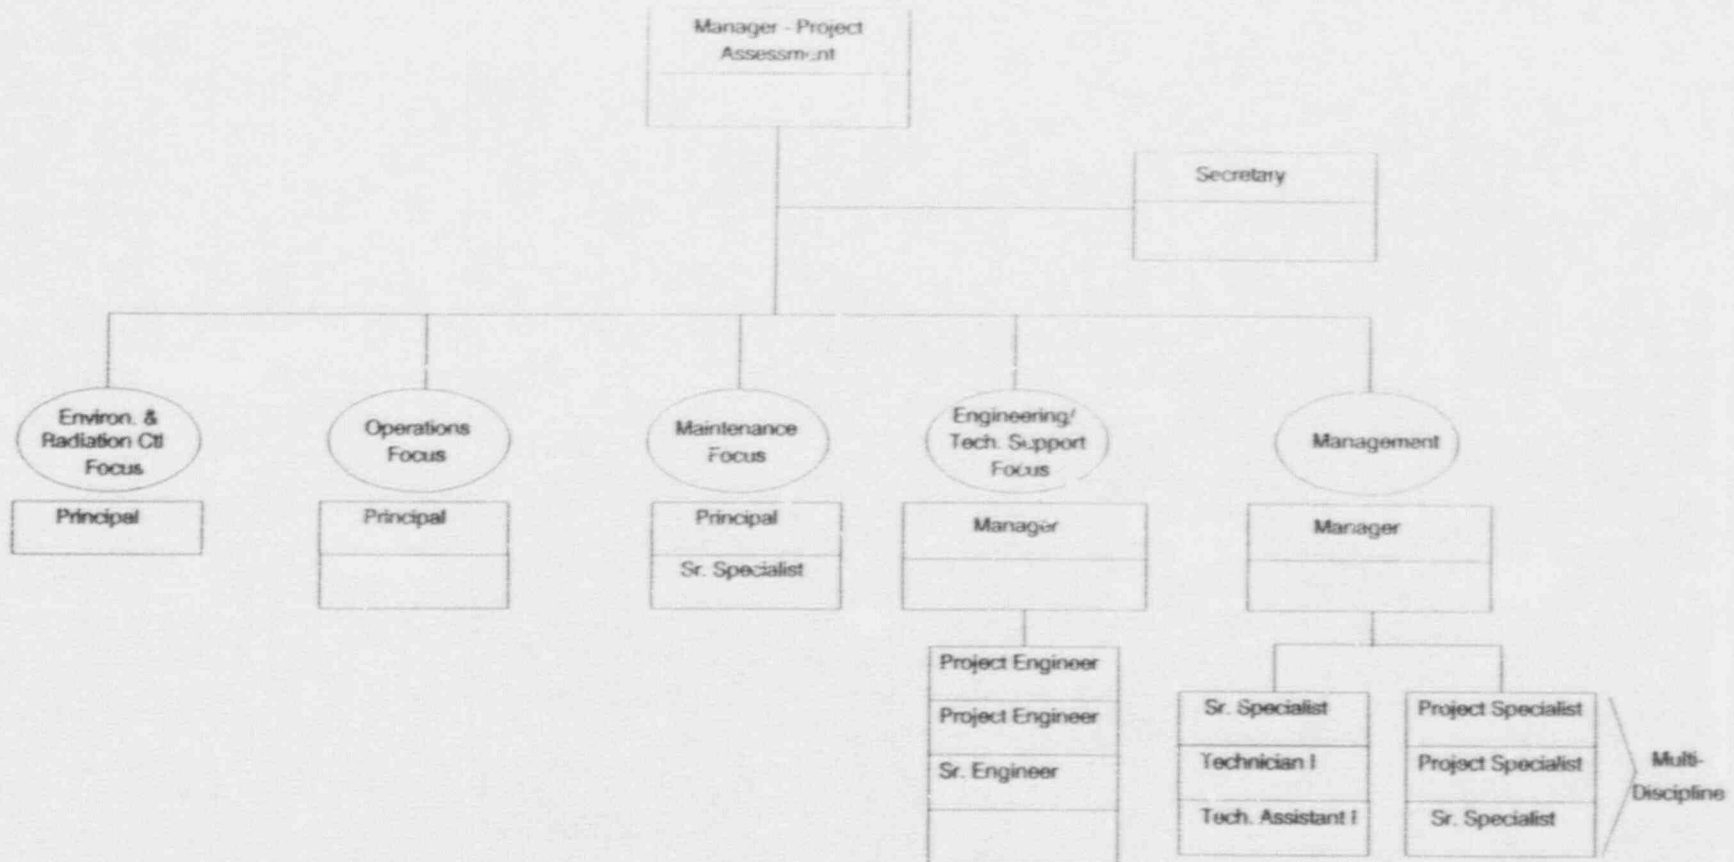 Manager - Project
Assessment
Secretary
Environ. &
Radiation Ctl
Focus
Operations
Focus
Maintenance
Focus
Engineering/
Tech. Support
Focus
Management
Principal
Principal
Principal
Sr. Specialist
Manager
Manager
Project Engineer
Project Engineer
Sr. Engineer
Sr. Specialist
Technician I
Tech. Assistant I
Project Specialist
Project Specialist
Sr. Specialist
Multi-
Discipline